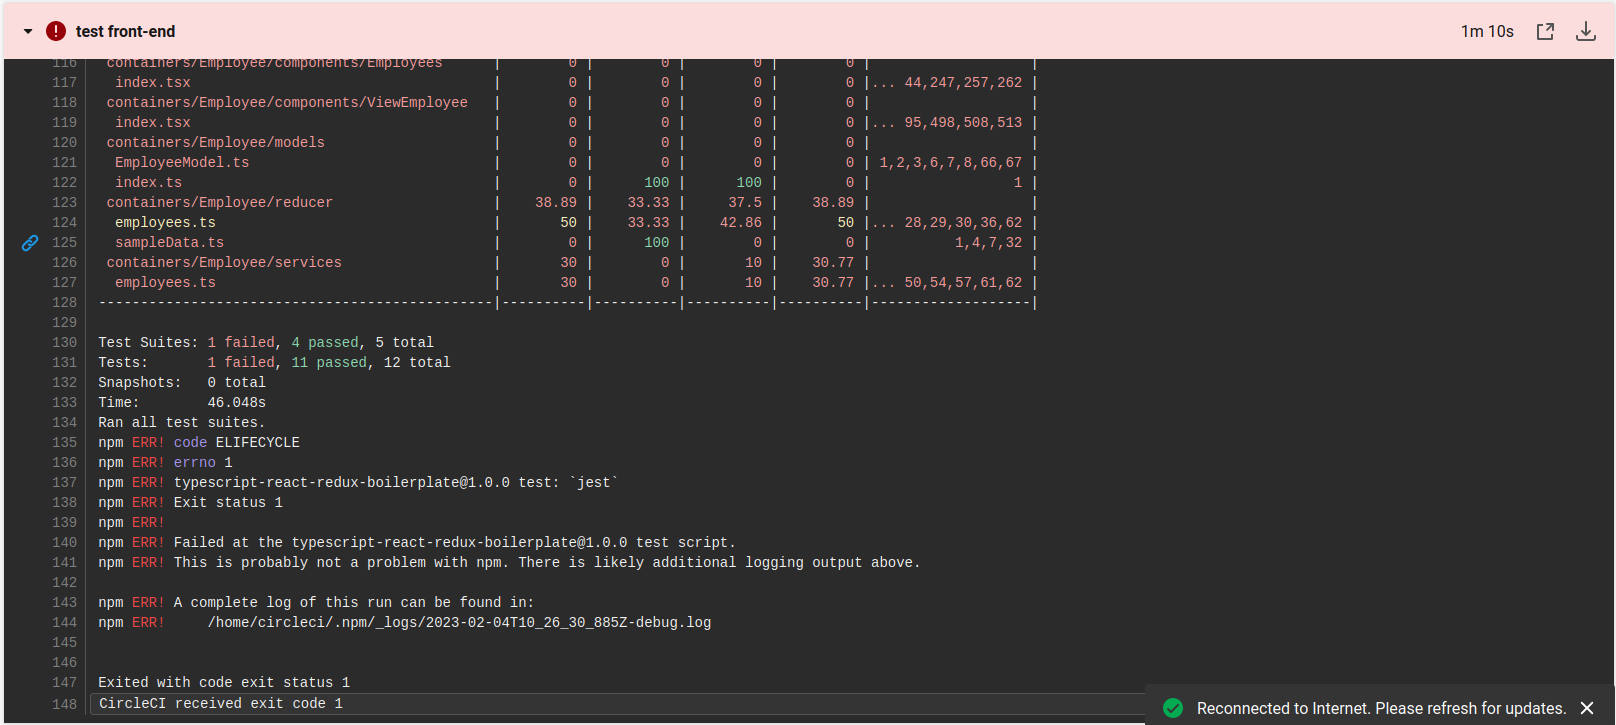 test front-end 1m 10s
116 containers/Employee/components/Employees | 0 | 0 | 0 | 0 | |
117 index.tsx | 0 | 0 | 0 | 0 |... 44,247,257,262 |
118 containers/Employee/components/ViewEmployee | 0 | 0 | 0 | 0 | |
119 index.tsx | 0 | 0 | 0 | 0 |... 95,498,508,513 |
120 containers/Employee/models | 0 | 0 | 0 | 0 | |
121 EmployeeModel.ts | 0 | 0 | 0 | 0 | 1,2,3,6,7,8,66,67 |
122 index.ts | 0 | 100 | 100 | 0 | 1 |
123 containers/Employee/reducer | 38.89 | 33.33 | 37.5 | 38.89 | |
124 employees.ts | 50 | 33.33 | 42.86 | 50 |... 28,29,30,36,62 |
125 sampleData.ts | 0 | 100 | 0 | 0 | 1,4,7,32 |
126 containers/Employee/services | 30 | 0 | 10 | 30.77 | |
127 employees.ts | 30 | 0 | 10 | 30.77 |... 50,54,57,61,62 |
128 -----------------------------------------------|----------|----------|----------|----------|-------------------|
129
130 Test Suites: 1 failed, 4 passed, 5 total
131 Tests: 1 failed, 11 passed, 12 total
132 Snapshots: 0 total
133 Time: 46.048s
134 Ran all test suites.
135 npm ERR! code ELIFECYCLE
136 npm ERR! errno 1
137 npm ERR! typescript-react-redux-boilerplate@1.0.0 test: `jest`
138 npm ERR! Exit status 1
139 npm ERR!
140 npm ERR! Failed at the typescript-react-redux-boilerplate@1.0.0 test script.
141 npm ERR! This is probably not a problem with npm. There is likely additional logging output above.
142
143 npm ERR! A complete log of this run can be found in:
144 npm ERR! /home/circleci/.npm/_logs/2023-02-04T10_26_30_885Z-debug.log
145
146
147 Exited with code exit status 1
148 CircleCI received exit code 1
Reconnected to Internet. Please refresh for updates.